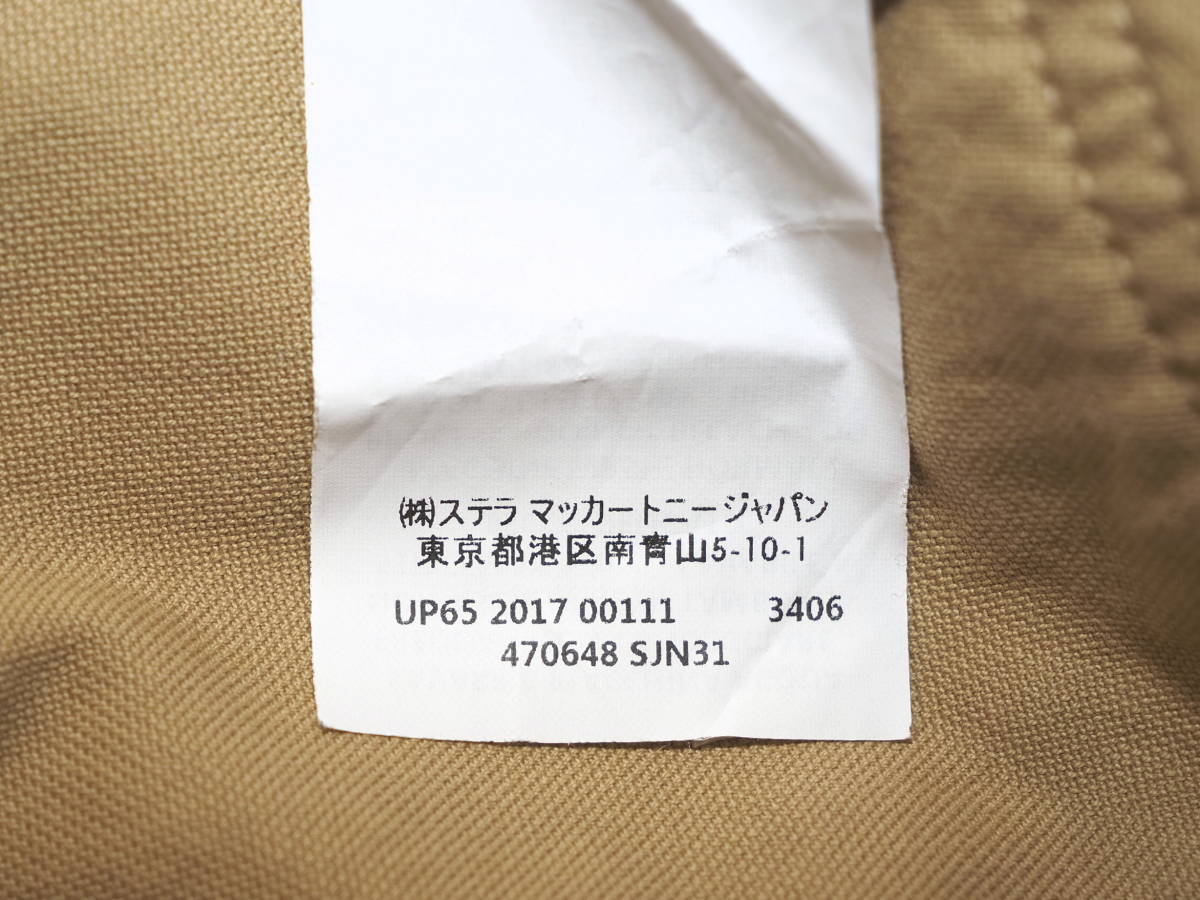 ㈱ステラ マッカートニージャパン
東京都港区南青山5-10-1
UP65 2017 00111 3406
470648 SJN31